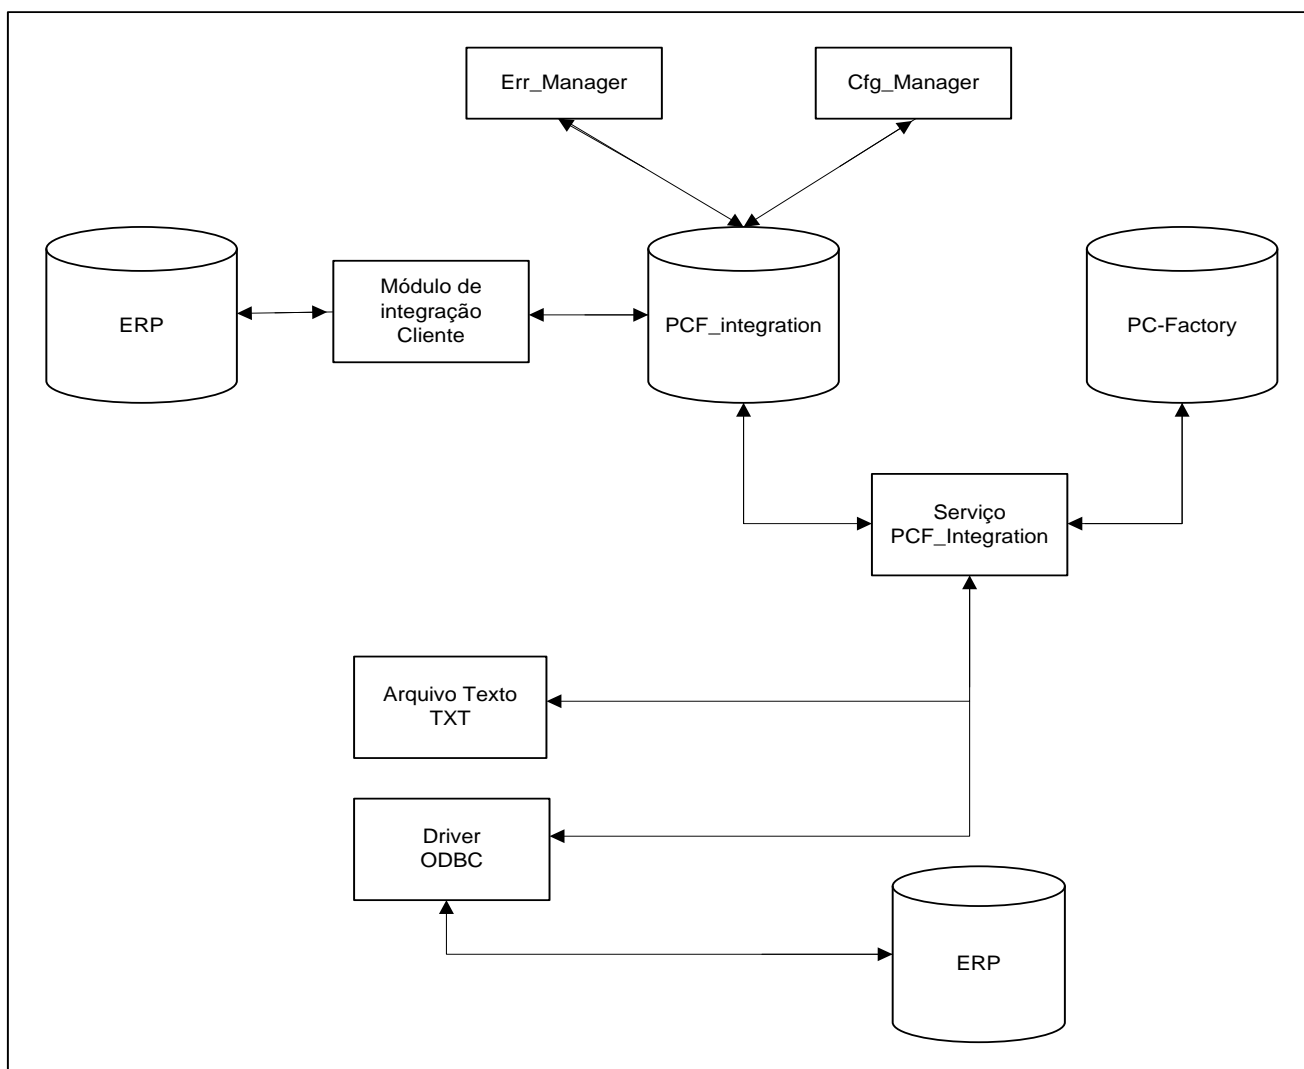 Err_Manager
Cfg_Manager
ERP
Módulo de
integração
Cliente
PCF_integration
PC-Factory
Serviço
PCF_Integration
Arquivo Texto
TXT
Driver
ODBC
ERP